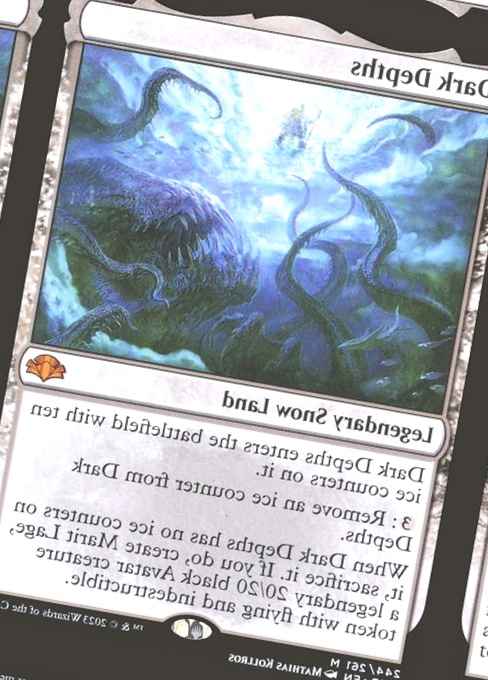 Dark Depths
Legendary Snow Land
Dark Depths enters the battlefield with ten
ice counters on it.
3: Remove an ice counter from Dark
Depths.
When Dark Depths has no ice counters on
it, sacrifice it. If you do, create Marit Lage,
a legendary 20/20 black Avatar creature
token with flying and indestructible.
244/261 M
EN MATHIAS KOLLROS
™ & © 2023 Wizards of the C